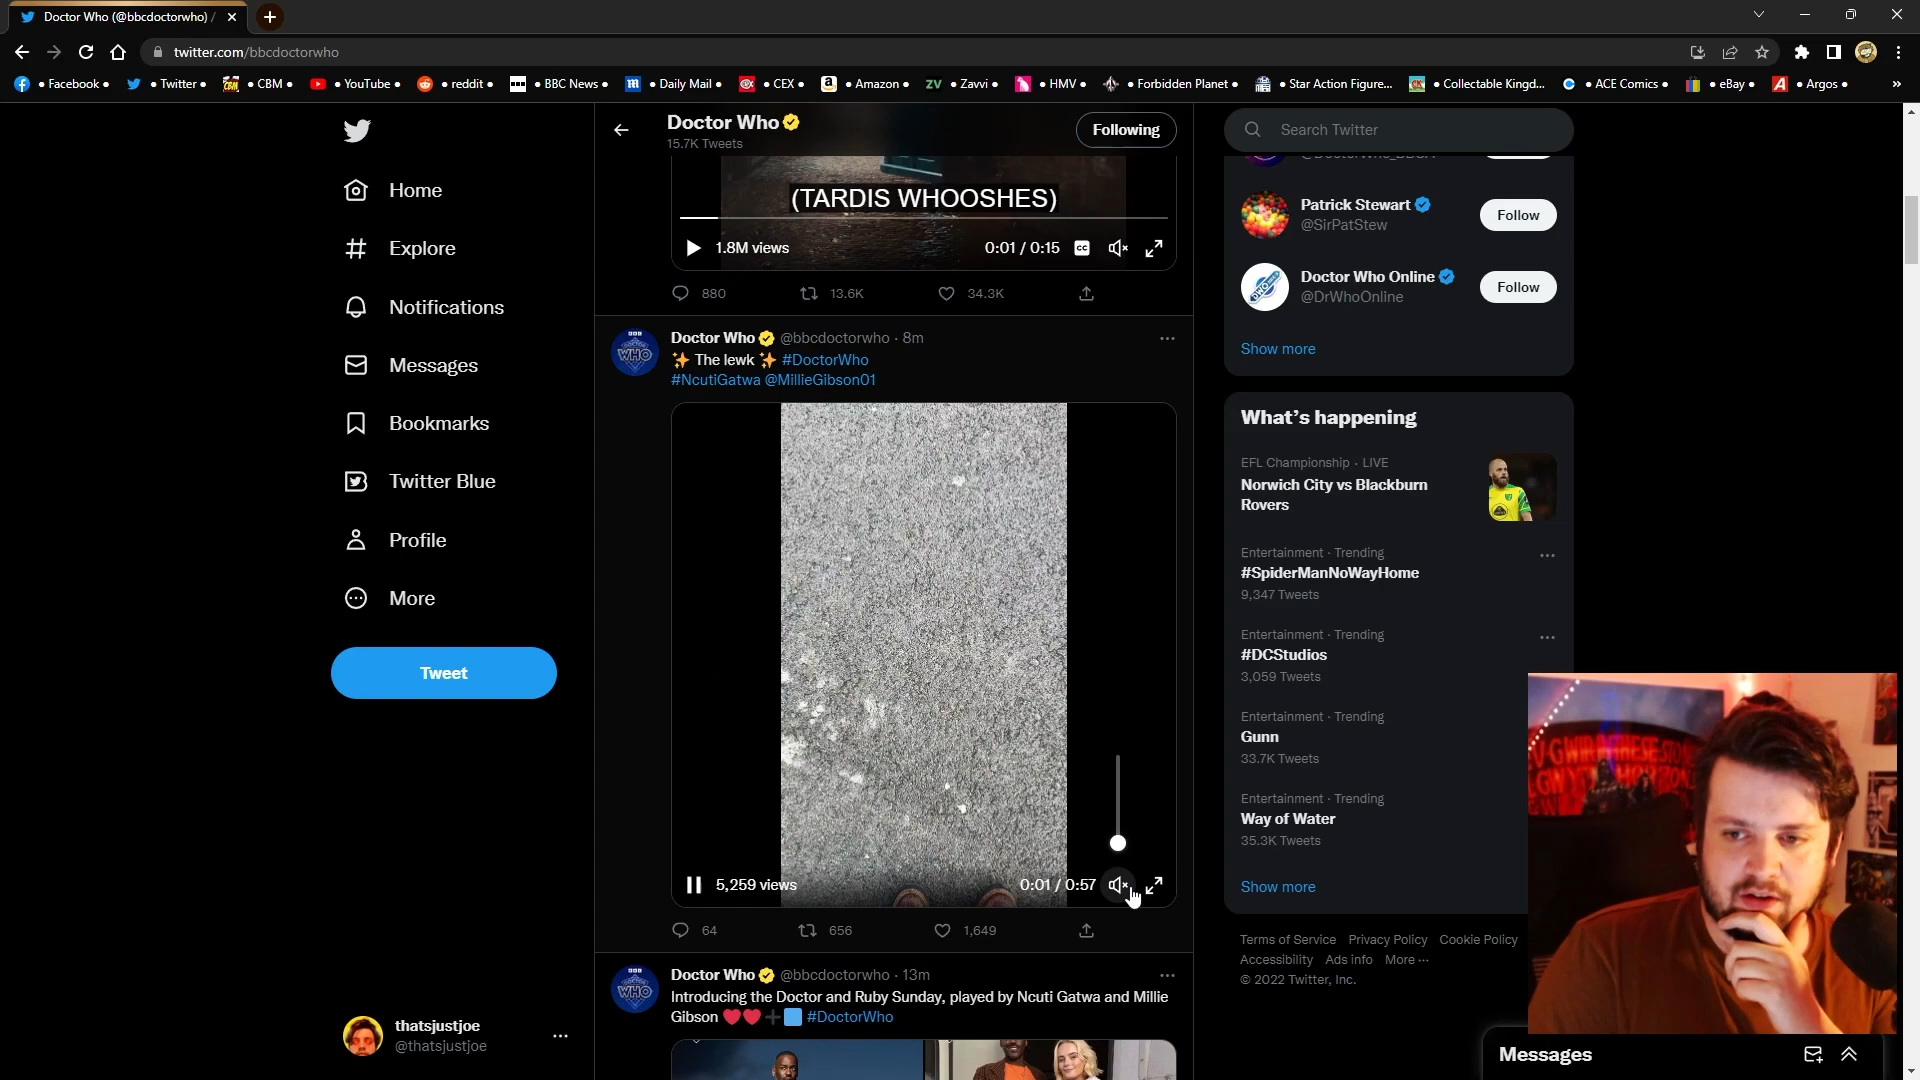 Doctor Who (@bbcdoctorwho) /
twitter.com/bbcdoctorwho
• Facebook •
• Twitter •
• CBM •
• YouTube •
• reddit •
• BBC News •
• Daily Mail •
• CEX •
• Amazon •
• Zavvi •
• HMV •
• Forbidden Planet •
• Star Action Figure...
• Collectable Kingd...
• ACE Comics •
• eBay •
• Argos •
»
Home
Explore
Notifications
Messages
Bookmarks
Twitter Blue
Profile
More
Tweet
thatsjustjoe
@thatsjustjoe
Doctor Who
15.7K Tweets
Following
(TARDIS WHOOSHES)
1.8M views
0:01 / 0:15
CC
880
13.6K
34.3K
Doctor Who @bbcdoctorwho · 8m
✨ The lewk ✨ #DoctorWho
#NcutiGatwa @MillieGibson01
5,259 views
0:01 / 0:57
64
656
1,649
Doctor Who @bbcdoctorwho · 13m
Introducing the Doctor and Ruby Sunday, played by Ncuti Gatwa and Millie
Gibson ❤️❤️➕🟦 #DoctorWho
Search Twitter
Patrick Stewart
@SirPatStew
Follow
Doctor Who Online
@DrWhoOnline
Follow
Show more
What's happening
EFL Championship · LIVE
Norwich City vs Blackburn
Rovers
Entertainment · Trending
#SpiderManNoWayHome
9,347 Tweets
Entertainment · Trending
#DCStudios
3,059 Tweets
Entertainment · Trending
Gunn
33.7K Tweets
Entertainment · Trending
Way of Water
35.3K Tweets
Show more
Terms of Service Privacy Policy Cookie Policy
Accessibility Ads info More ···
© 2022 Twitter, Inc.
Messages